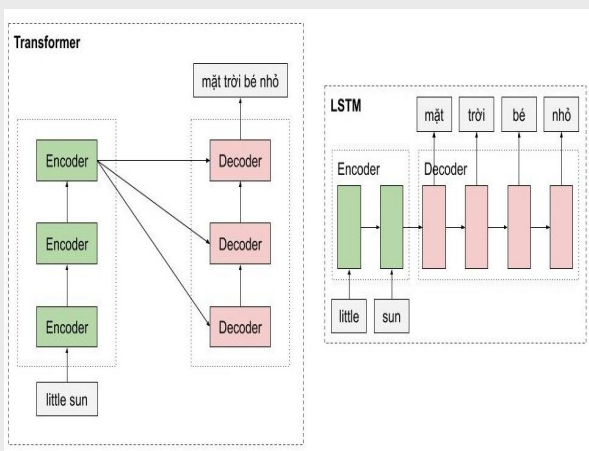 Transformer
mặt trời bé nhỏ
Encoder
Decoder
Encoder
Decoder
Encoder
Decoder
little sun
LSTM
mặt
trời
bé
nhỏ
Encoder
Decoder
little
sun